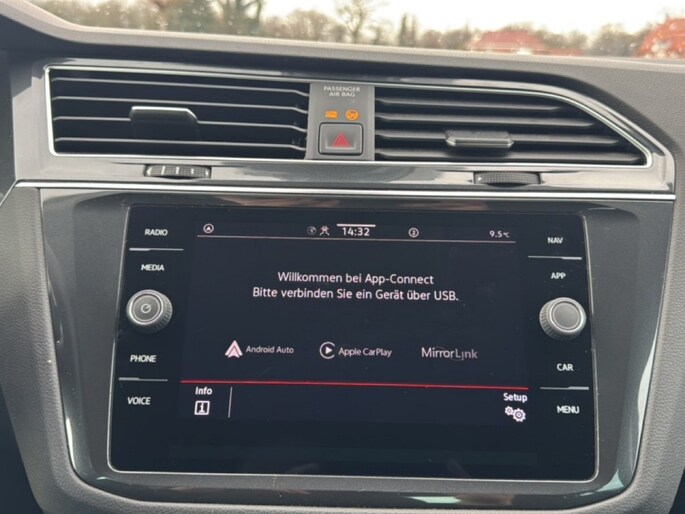 PASSENGER
AIR BAG
RADIO
MEDIA
PHONE
VOICE
14:32
9.5°C
Willkommen bei App-Connect
Bitte verbinden Sie ein Gerät über USB.
Android Auto
Apple CarPlay
MirrorLink
Info
Setup
NAV
APP
CAR
MENU